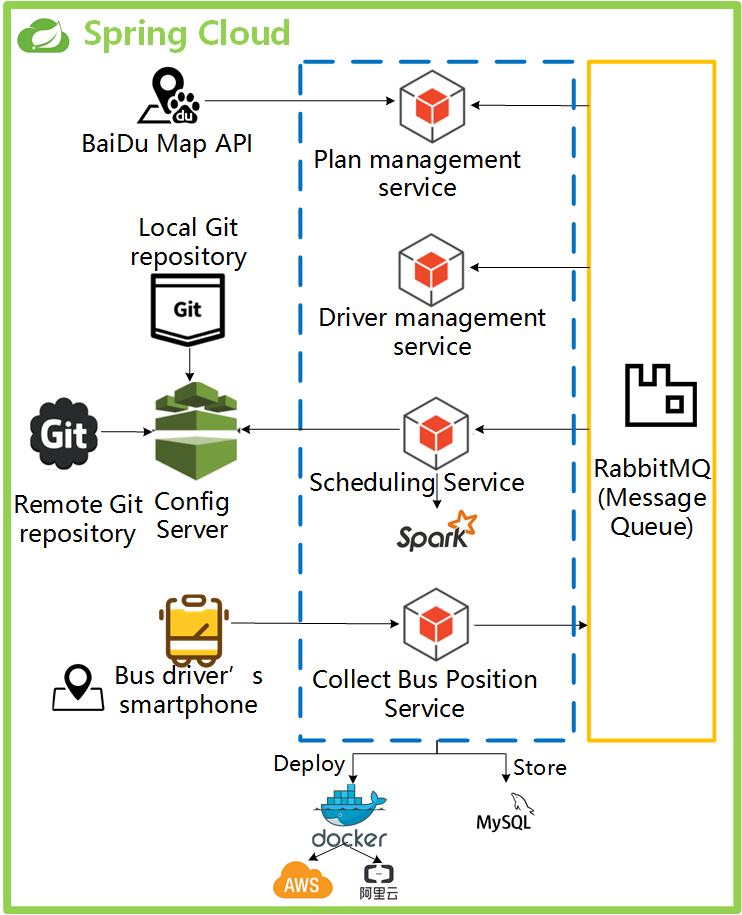 Spring Cloud
du
BaiDu Map API
Plan management
service
Local Git
repository
Git
Driver management
service
Git
Remote Git
repository
Config
Server
Scheduling Service
Spark
RabbitMQ
(Message
Queue)
Bus driver’s
smartphone
Collect Bus Position
Service
Deploy
Store
docker
MySQL
AWS
阿里云